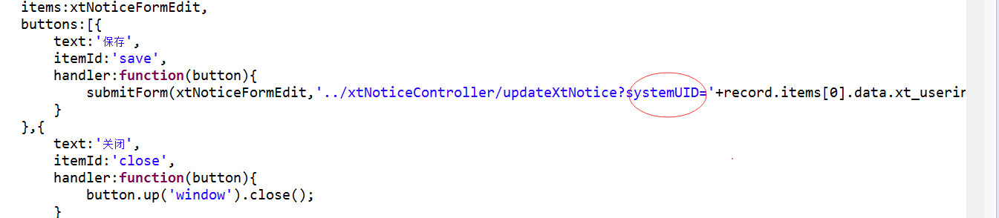 items:xtNoticeFormEdit,
buttons:[{
text:'保存',
itemId:'save',
handler:function(button){
submitForm(xtNoticeFormEdit,'../xtNoticeController/updateXtNotice?systemUID='+record.items[0].data.xt_userin
}
},{
text:'关闭',
itemId:'close',
handler:function(button){
button.up('window').close();
}